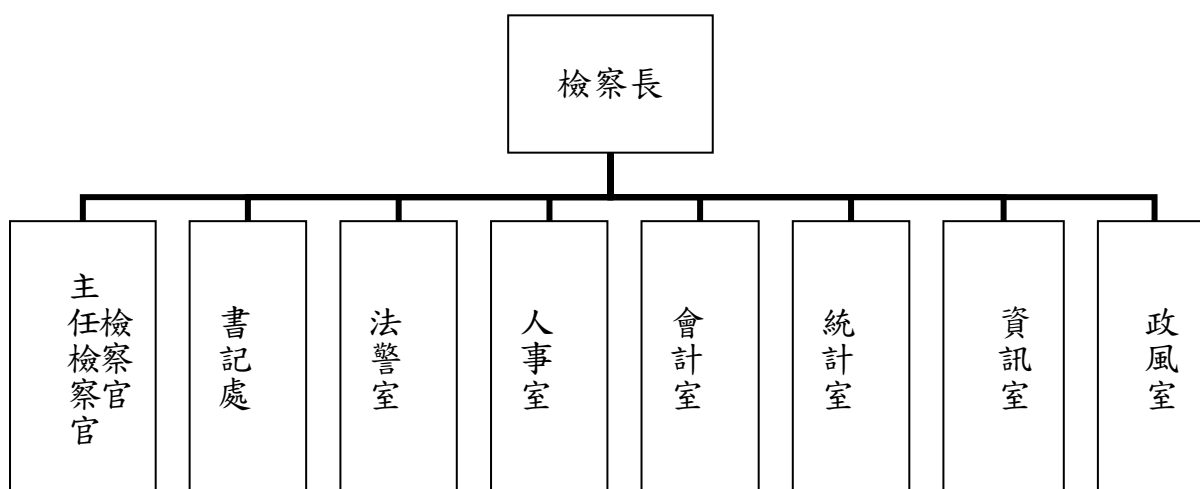 檢察長
主任檢察官
檢察官
書記處
法警室
人事室
會計室
統計室
資訊室
政風室